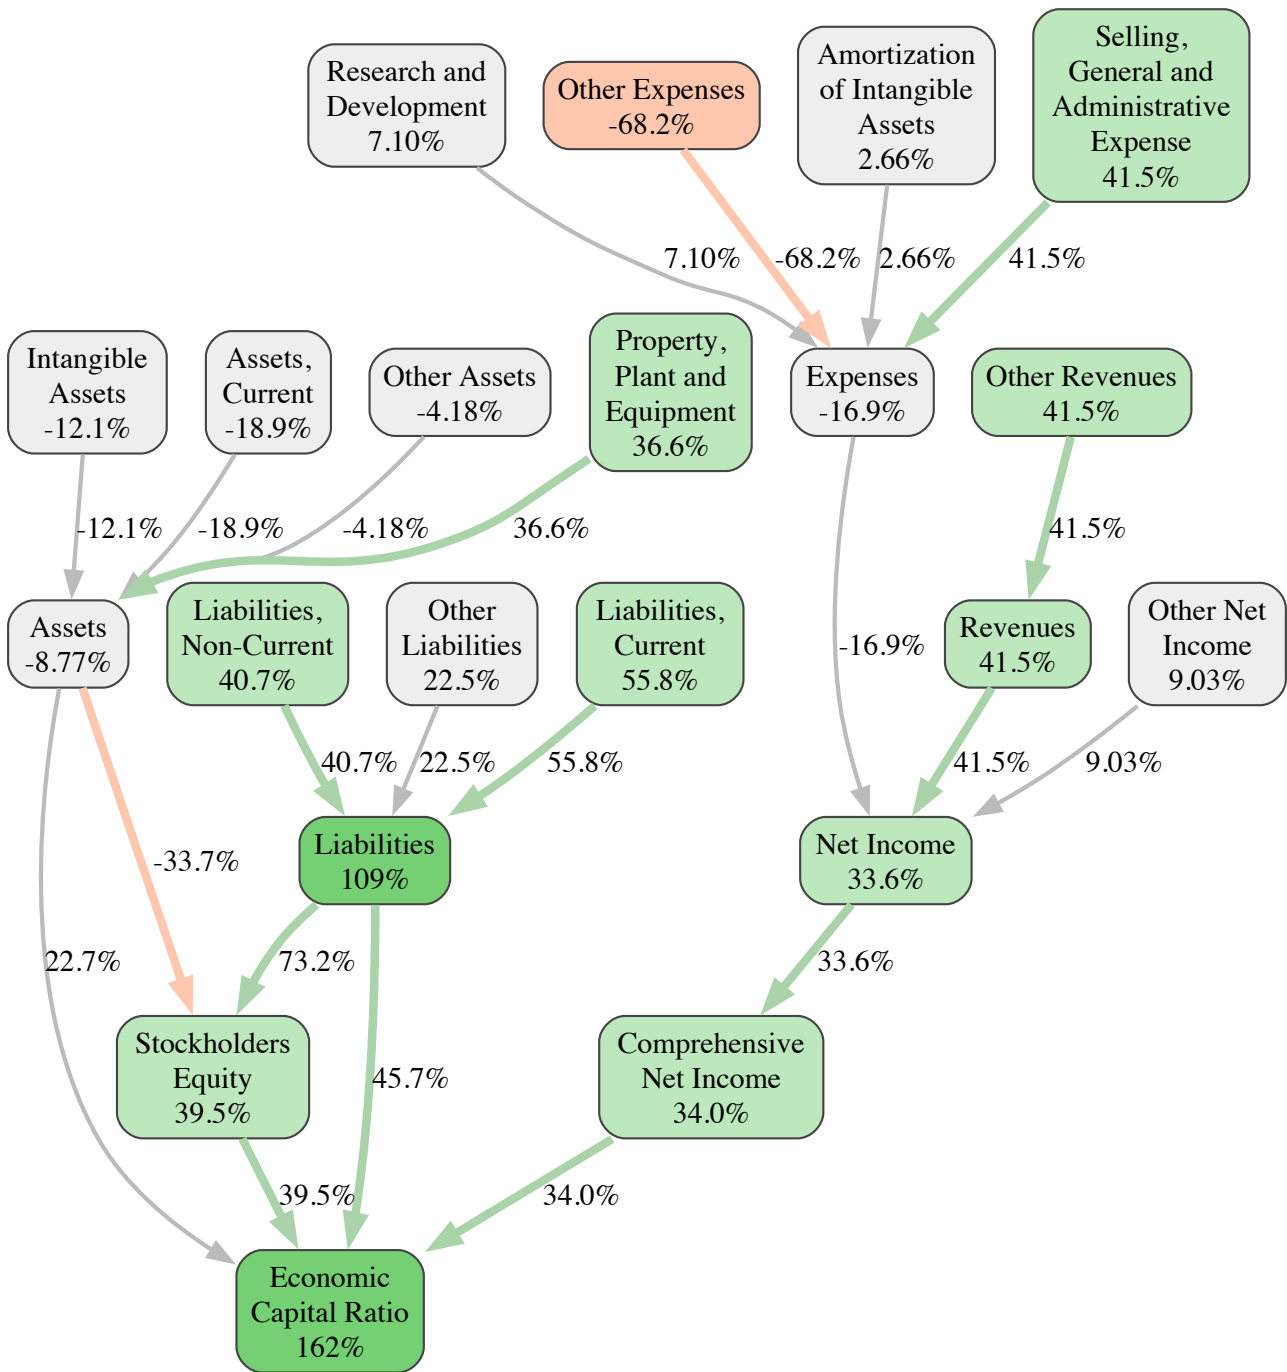 Research and
Development
7.10%
Other Expenses
-68.2%
Amortization
of Intangible
Assets
2.66%
Selling,
General and
Administrative
Expense
41.5%
7.10%
-68.2%
2.66%
41.5%
Intangible
Assets
-12.1%
Assets,
Current
-18.9%
Other Assets
-4.18%
Property,
Plant and
Equipment
36.6%
Expenses
-16.9%
Other Revenues
41.5%
-12.1%
-18.9%
-4.18%
36.6%
41.5%
Assets
-8.77%
Liabilities,
Non-Current
40.7%
Other
Liabilities
22.5%
Liabilities,
Current
55.8%
-16.9%
Revenues
41.5%
Other Net
Income
9.03%
40.7%
22.5%
55.8%
41.5%
9.03%
-33.7%
Liabilities
109%
Net Income
33.6%
22.7%
73.2%
33.6%
Stockholders
Equity
39.5%
45.7%
Comprehensive
Net Income
34.0%
39.5%
34.0%
Economic
Capital Ratio
162%